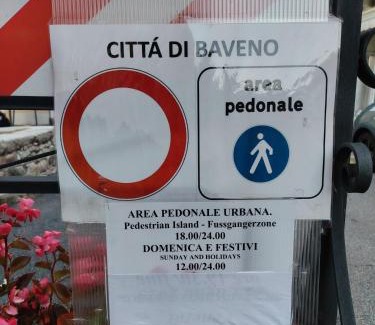 CITTÁ DI BAVENO
area
pedonale
AREA PEDONALE URBANA.
Pedestrian Island - Fussgangerzone
18.00/24.00
DOMENICA E FESTIVI
SUNDAY AND HOLIDAYS
12.00/24.00